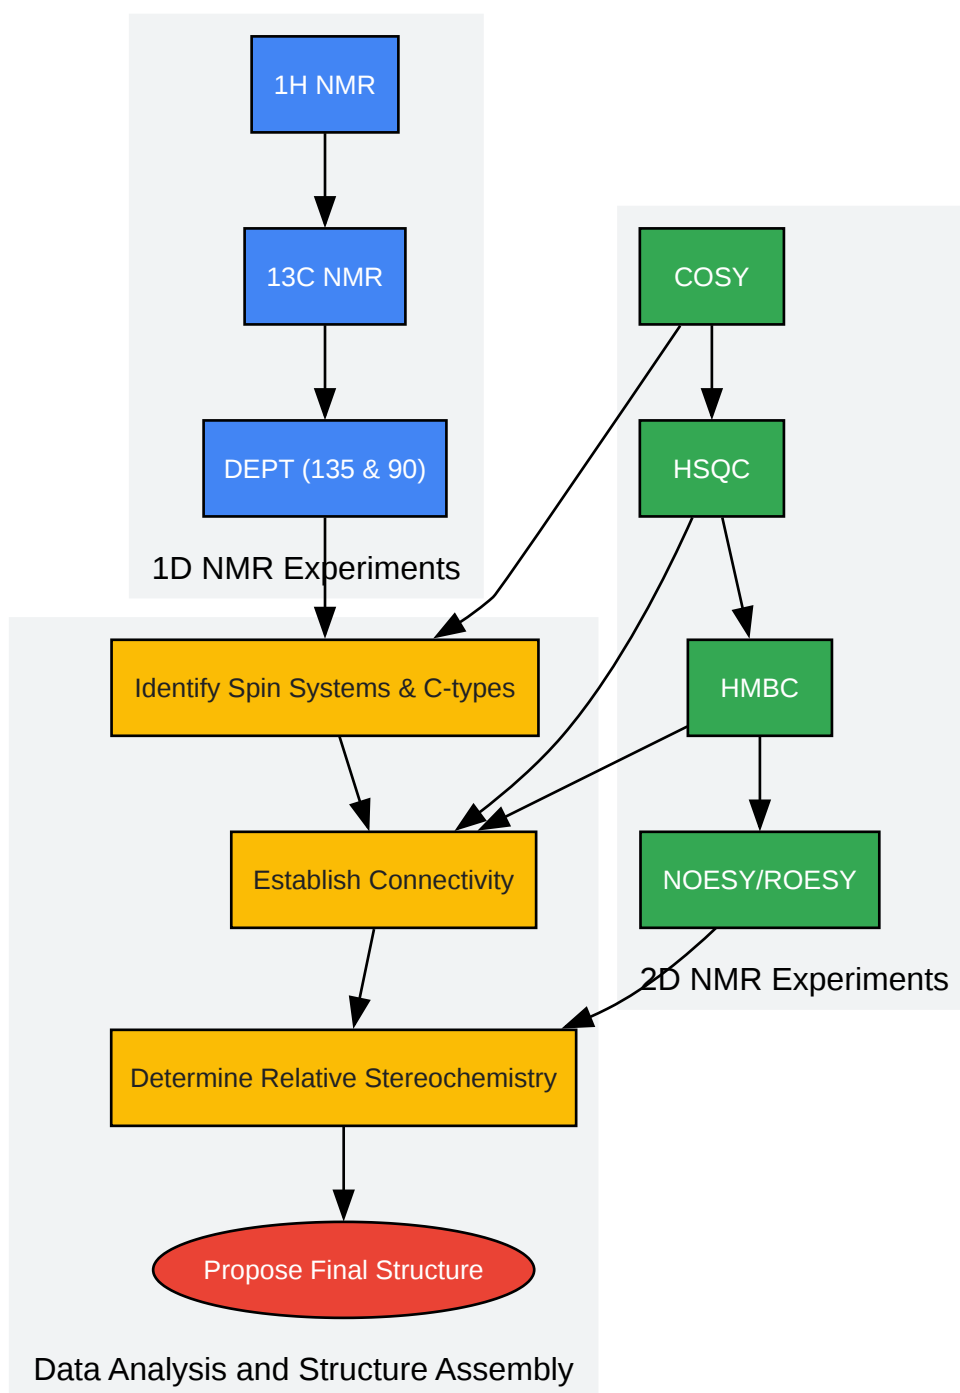 1H NMR
13C NMR
DEPT (135 & 90)
1D NMR Experiments
COSY
HSQC
HMBC
NOESY/ROESY
2D NMR Experiments
Identify Spin Systems & C-types
Establish Connectivity
Determine Relative Stereochemistry
Propose Final Structure
Data Analysis and Structure Assembly